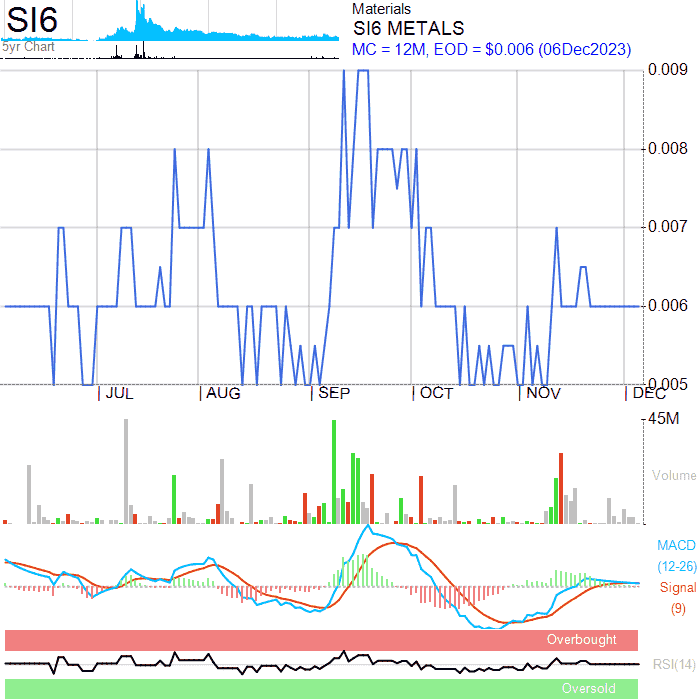 SI6
5yr Chart
Materials
SI6 METALS
MC = 12M, EOD = $0.006 (06Dec2023)
0.009
0.008
0.007
0.006
0.005
JUL AUG SEP OCT NOV DEC
45M
Volume
MACD
(12-26)
Signal
(9)
Overbought
RSI(14)
Oversold